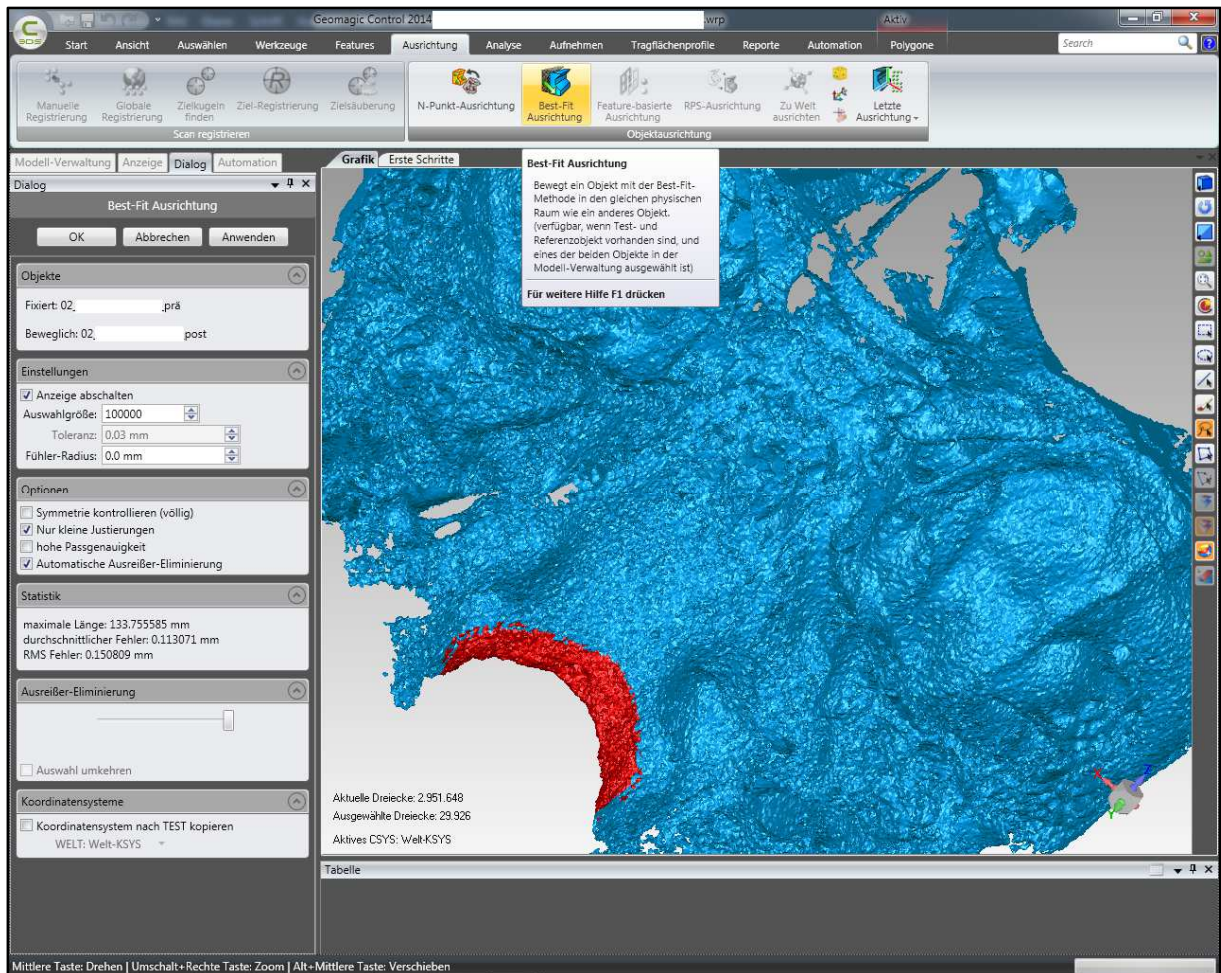 Geomagic Control 2014 .wrp Aktiv
C
3DS
Start Ansicht Auswählen Werkzeuge Features Ausrichtung Analyse Aufnehmen Tragflächenprofile Reporte Automation Polygone Search
Manuelle Registrierung
Globale Registrierung
Zielkugeln finden
Ziel-Registrierung
Zielsäuberung
Scan registrieren
N-Punkt-Ausrichtung
Best-Fit Ausrichtung
Feature-basierte Ausrichtung
RPS-Ausrichtung
Zu Welt ausrichten
Letzte Ausrichtung
Objektausrichtung
Modell-Verwaltung Anzeige Dialog Automation
Grafik Erste Schritte
Best-Fit Ausrichtung
Bewegt ein Objekt mit der Best-Fit-
Methode in den gleichen physischen
Raum wie ein anderes Objekt.
(verfügbar, wenn Test- und
Referenzobjekt vorhanden sind, und
eines der beiden Objekte in der
Modell-Verwaltung ausgewählt ist)
Für weitere Hilfe F1 drücken
Dialog
Best-Fit Ausrichtung
OK Abbrechen Anwenden
Objekte
Fixiert: 02_ .prä
Beweglich: 02_ post
Einstellungen
Anzeige abschalten
Auswahlgröße: 100000
Toleranz: 0.03 mm
Fühler-Radius: 0.0 mm
Optionen
Symmetrie kontrollieren (völlig)
Nur kleine Justierungen
hohe Passgenauigkeit
Automatische Ausreißer-Eliminierung
Statistik
maximale Länge: 133.755585 mm
durchschnittlicher Fehler: 0.113071 mm
RMS Fehler: 0.150809 mm
Ausreißer-Eliminierung
Auswahl umkehren
Koordinatensysteme
Koordinatensystem nach TEST kopieren
WELT: Welt-KSYS
Aktuelle Dreiecke: 2.951.648
Ausgewählte Dreiecke: 29.926
Aktives CSYS: Welt-KSYS
X
Y
Z
Tabelle
Mittlere Taste: Drehen | Umschalt+Rechte Taste: Zoom | Alt+Mittlere Taste: Verschieben